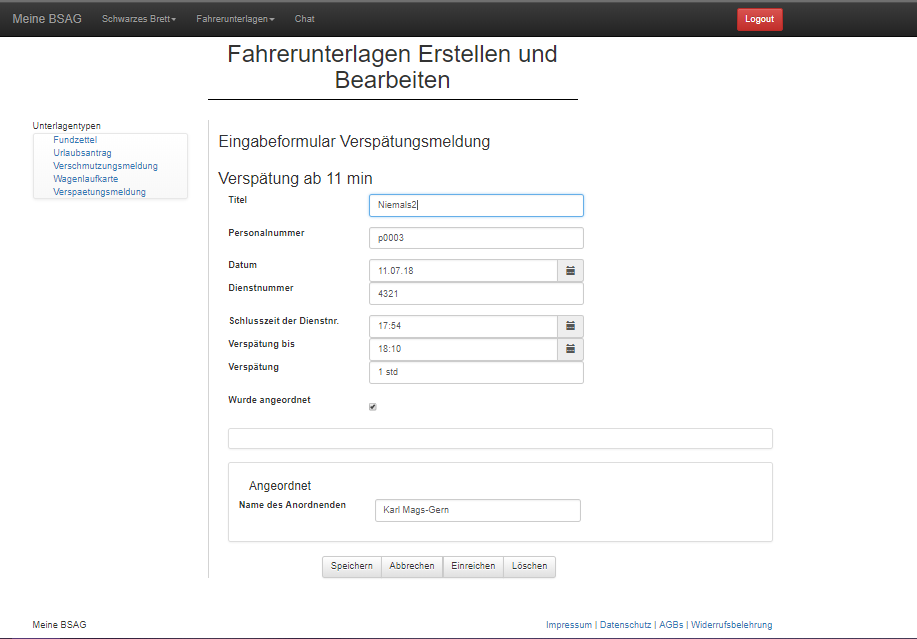 Meine BSAG Schwarzes Brett Fahrerunterlagen Chat Logout
Fahrerunterlagen Erstellen und
Bearbeiten
Unterlagentypen
Fundzettel
Urlaubsantrag
Verschmutzungsmeldung
Wagenlaufkarte
Verspaetungsmeldung
Eingabeformular Verspätungsmeldung
Verspätung ab 11 min
Titel Niemals2
Personalnummer p0003
Datum 11.07.18
Dienstnummer 4321
Schlusszeit der Dienstnr. 17:54
Verspätung bis 18:10
Verspätung 1 std
Wurde angeordnet
Angeordnet
Name des Anordnenden Karl Mags-Gern
Speichern Abbrechen Einreichen Löschen
Meine BSAG Impressum | Datenschutz | AGBs | Widerrufsbelehrung